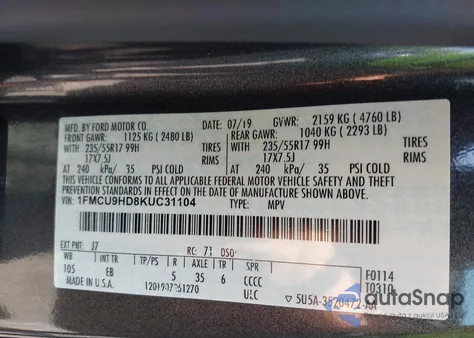 MFD. BY FORD MOTOR CO. 07/19 GVWR: 2159 KG ( 4760 LB)
FRONT GAWR: 1125 KG ( 2480 LB) REAR GAWR: 1040 KG ( 2293 LB)
WITH TIRES WITH TIRES
235/55R17 99H 235/55R17 99H
17X7.5J RIMS 17X7.5J RIMS
AT 240 kPa/ 35 PSI COLD AT 240 kPa/ 35 PSI COLD
THIS VEHICLE CONFORMS TO ALL APPLICABLE FEDERAL MOTOR VEHICLE SAFETY AND THEFT PREVENTION STANDARDS IN EFFECT ON
THE DATE OF MANUFACTURE SHOWN ABOVE.
VIN: 1FMCU9HD8KUC31104 TYPE: MPV
EXT PNT: J7 RC: 71 DSO:
WB INT TR TP/PS R AXLE TR SPR F0114
105 EB 5 35 6 CCCC T0310
MADE IN U.S.A. UEC 5U5A-3520472-AA
autoSnap